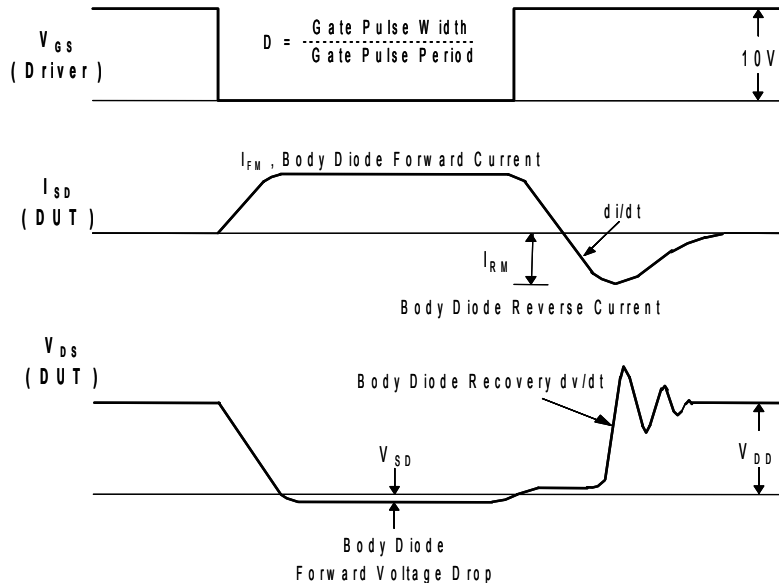 V_GS
(Driver)
D = Gate Pulse Width
Gate Pulse Period
10V
I_FM , Body Diode Forward Current
I_SD
(DUT)
di/dt
I_RM
Body Diode Reverse Current
V_DS
(DUT)
Body Diode Recovery dv/dt
V_SD
V_DD
Body Diode
Forward Voltage Drop